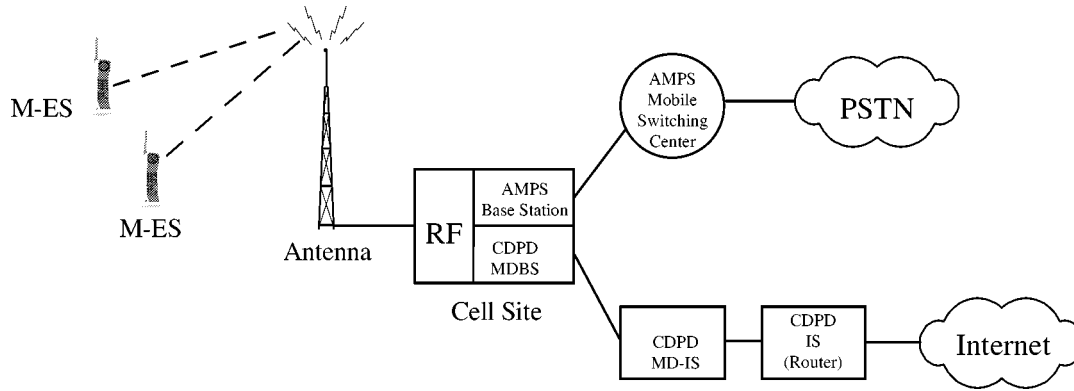 M-ES
M-ES
Antenna
RF
AMPS
Base Station
CDPD
MDBS
Cell Site
AMPS
Mobile
Switching
Center
PSTN
CDPD
MD-IS
CDPD
IS
(Router)
Internet